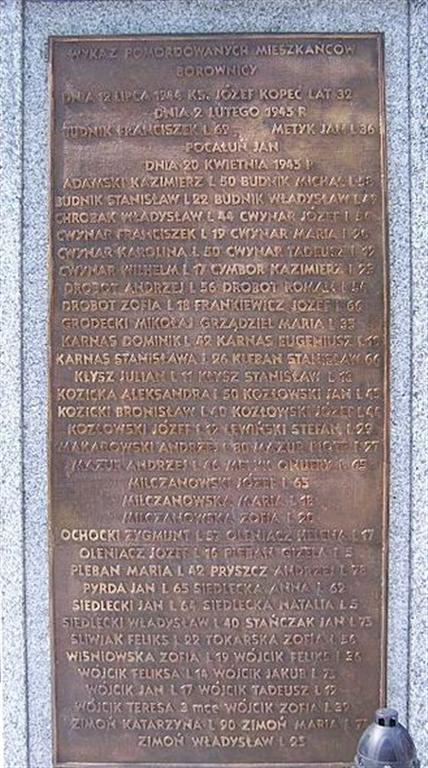 WYKAZ POMORDOWANYCH MIESZKAŃCÓW
BOROWNICY
DNIA 12 LIPCA 1944 KS. JÓZEF KOPEĆ LAT 32
DNIA 2 LUTEGO 1945 R
FRANCISZEK L 69 METYK JAN L 36
POCAŁUŃ JAN
DNIA 20 KWIETNIA 1945 R
ADAMSKI KAZIMIERZ L 50 BUDNIK MICHAŁ L 58
BUDNIK STANISŁAW L 22 BUDNIK WŁADYSŁAW L
CHROBAK WŁADYSŁAW L 44 CWYNAR JÓZEF L
CWYNAR FRANCISZEK L 19 CWYNAR MARIA L
CWYNAR KAROLINA L 50 CWYNAR TADEUSZ L
CWYNAR WILHELM L 17 CYMBOR KAZIMIERZ L 23
DROBOT ANDRZEJ L 56 DROBOT ROMAN L
DROBOT ZOFIA L 18 FRANKIEWICZ JÓZEF L 66
GRODECKI MIKOŁAJ GRZĄDZIEL MARIA L 33
KARNAS DOMINIK L 42 KARNAS EUGENIUSZ L
KARNAS STANISŁAWA L 26 KLEBAN STANISŁAW 66
KŁYSZ JULIAN L 11 KŁYSZ STANISŁAW L 13
KOZICKA ALEKSANDRA L 50 KOZŁOWSKI JAN L
KOZICKI BRONISŁAW L 40 KOZŁOWSKI JÓZEF L
KOZŁOWSKI JÓZEF L 12 LEWIŃSKI STEFAN L 29
MAKAROWSKI ANDRZEJ L 80 MAZUR PIOTR L 27
MAZUR ANDRZEJ L METYK L 65
MILCZANOWSKI JÓZEF L 63
MILCZANOWSKA MARIA L 18
MILCZANOWSKA ZOFIA L 20
OCHOCKI ZYGMUNT L 57 OLENIACZ HELENA L 17
OLENIACZ JÓZEF L 16 PLEBAN GIZELA L 5
PLEBAN MARIA L 42 PRYSZCZ ANDRZEJ L 78
PYRDA JAN L 65 SIEDLECKA ANNA L 62
SIEDLECKI JAN L 64 SIEDLECKA NATALIA L 5
SIEDLECKI WŁADYSŁAW L 40 STAŃCZAK JAN L 73
ŚLIWIAK FELIKS L 22 TOKARSKA ZOFIA L 56
WIŚNIOWSKA ZOFIA L 19 WÓJCIK FELIKS L 26
WÓJCIK FELIKSA L 14 WÓJCIK JAKUB L 73
WÓJCIK JAN L 17 WÓJCIK TADEUSZ L
WÓJCIK TERESA 3 mce WÓJCIK ZOFIA L
ZIMOŃ KATARZYNA L 90 ZIMOŃ MARIA L
ZIMOŃ WŁADYSŁAW L 25